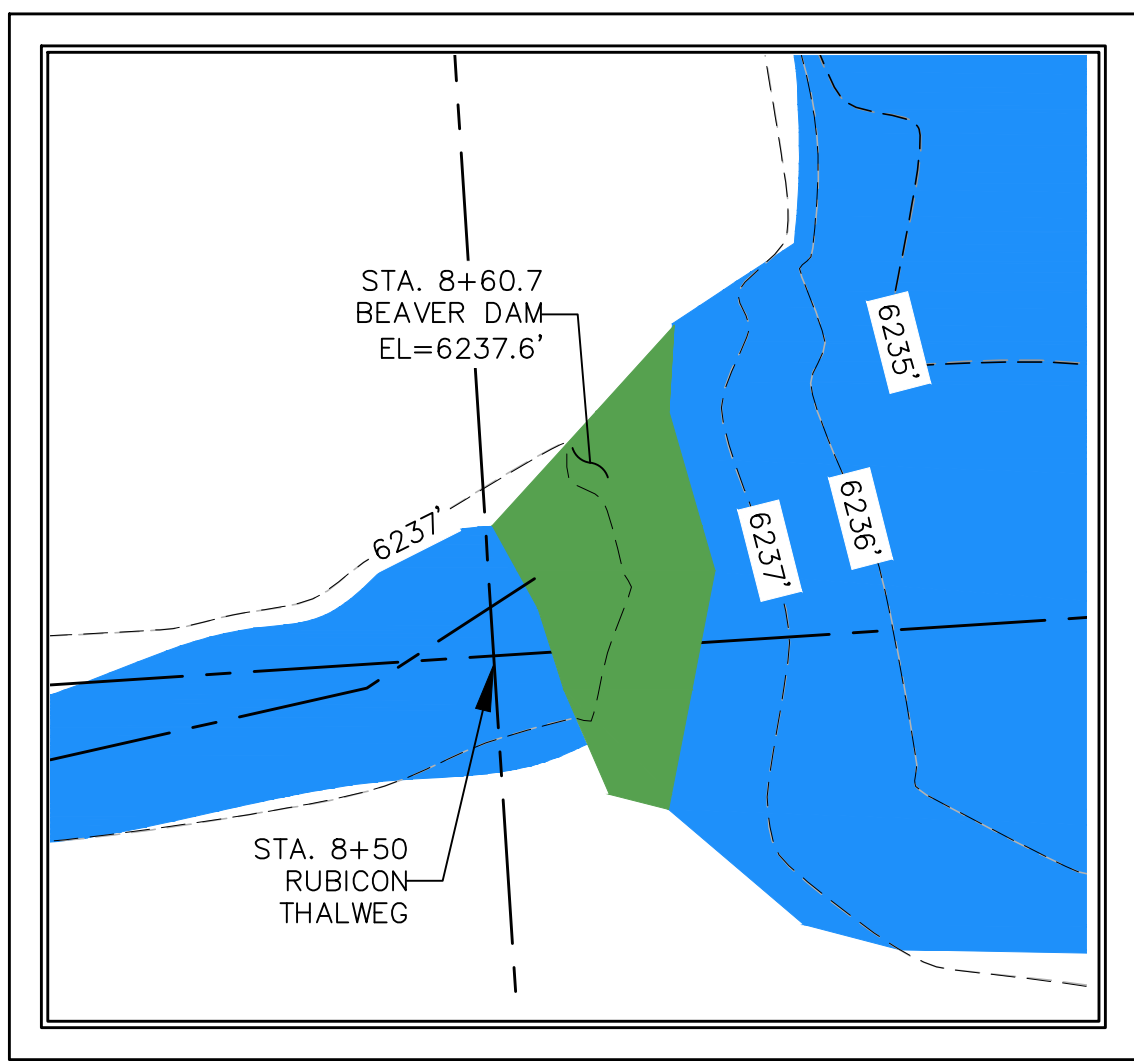 STA. 8+60.7
BEAVER DAM
EL=6237.6'
6235'
6237'
6236'
6237'
STA. 8+50
RUBICON
THALWEG